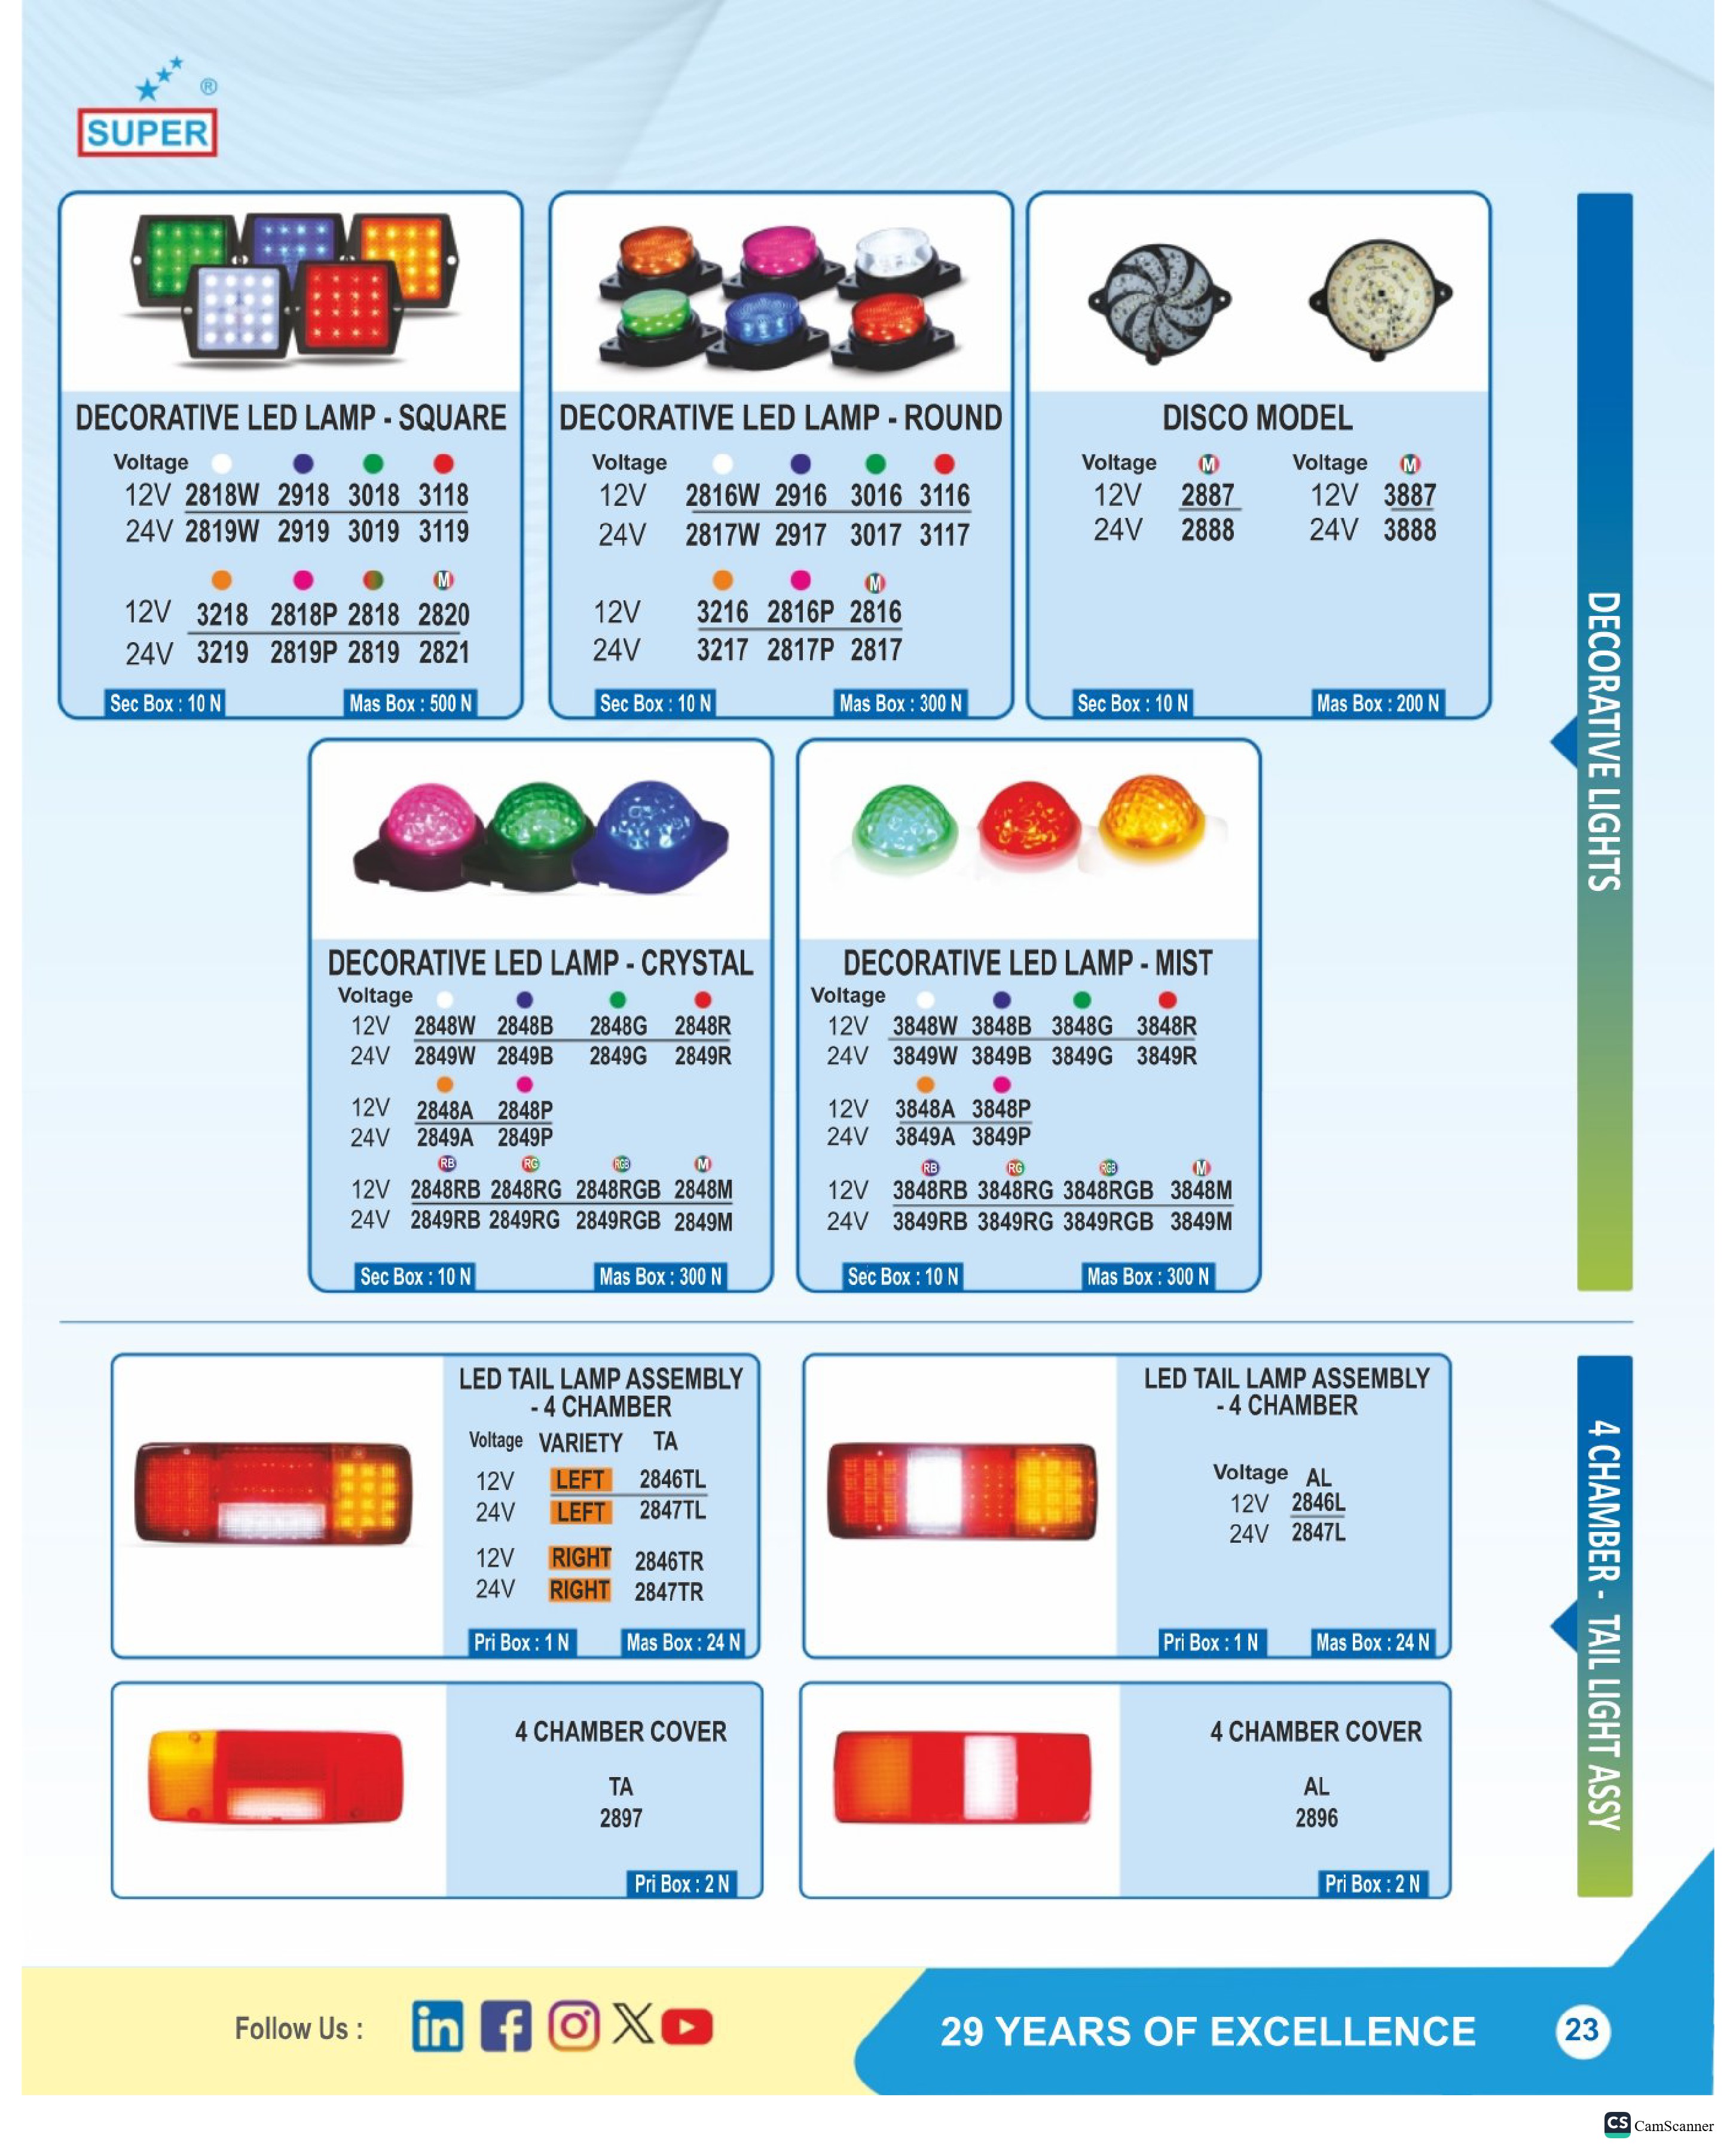 SUPER ®
DECORATIVE LED LAMP - SQUARE
Voltage
12V 2818W 2918 3018 3118
24V 2819W 2919 3019 3119
M
12V 3218 2818P 2818 2820
24V 3219 2819P 2819 2821
Sec Box : 10 N Mas Box : 500 N
DECORATIVE LED LAMP - ROUND
Voltage
12V 2816W 2916 3016 3116
24V 2817W 2917 3017 3117
M
12V 3216 2816P 2816
24V 3217 2817P 2817
Sec Box : 10 N Mas Box : 300 N
DISCO MODEL
Voltage M Voltage M
12V 2887 12V 3887
24V 2888 24V 3888
Sec Box : 10 N Mas Box : 200 N
DECORATIVE LED LAMP - CRYSTAL
Voltage
12V 2848W 2848B 2848G 2848R
24V 2849W 2849B 2849G 2849R
12V 2848A 2848P
24V 2849A 2849P
RB RG RGB M
12V 2848RB 2848RG 2848RGB 2848M
24V 2849RB 2849RG 2849RGB 2849M
Sec Box : 10 N Mas Box : 300 N
DECORATIVE LED LAMP - MIST
Voltage
12V 3848W 3848B 3848G 3848R
24V 3849W 3849B 3849G 3849R
12V 3848A 3848P
24V 3849A 3849P
RB RG RGB M
12V 3848RB 3848RG 3848RGB 3848M
24V 3849RB 3849RG 3849RGB 3849M
Sec Box : 10 N Mas Box : 300 N
DECORATIVE LIGHTS
LED TAIL LAMP ASSEMBLY
- 4 CHAMBER
Voltage VARIETY TA
12V LEFT 2846TL
24V LEFT 2847TL
12V RIGHT 2846TR
24V RIGHT 2847TR
Pri Box : 1 N Mas Box : 24 N
LED TAIL LAMP ASSEMBLY
- 4 CHAMBER
Voltage AL
12V 2846L
24V 2847L
Pri Box : 1 N Mas Box : 24 N
4 CHAMBER COVER
TA
2897
Pri Box : 2 N
4 CHAMBER COVER
AL
2896
Pri Box : 2 N
4 CHAMBER - TAIL LIGHT ASSY
Follow Us :
29 YEARS OF EXCELLENCE
23
CS CamScanner